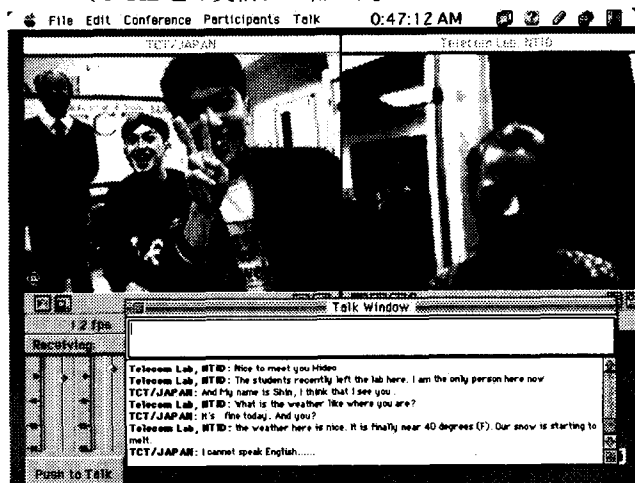 File Edit Conference Participants Talk 0:47:12 AM
TCT/JAPAN
Telecom Lab, NTID
Talk Window
1.2 fps
Receiving
Telecom Lab, NTID: Nice to meet you Hideo
Telecom Lab, NTID: The students recently left the lab here. I am the only person here now
TCT/JAPAN: And My name is Shin, I think that I see you .
Telecom Lab, NTID: What is the weather like where you are?
TCT/JAPAN: It's fine today. And you?
Telecom Lab, NTID: the weather here is nice. It is finally near 40 degrees (F). Our snow is starting to
melt.
TCT/JAPAN: I cannot speak English......
Push to Talk